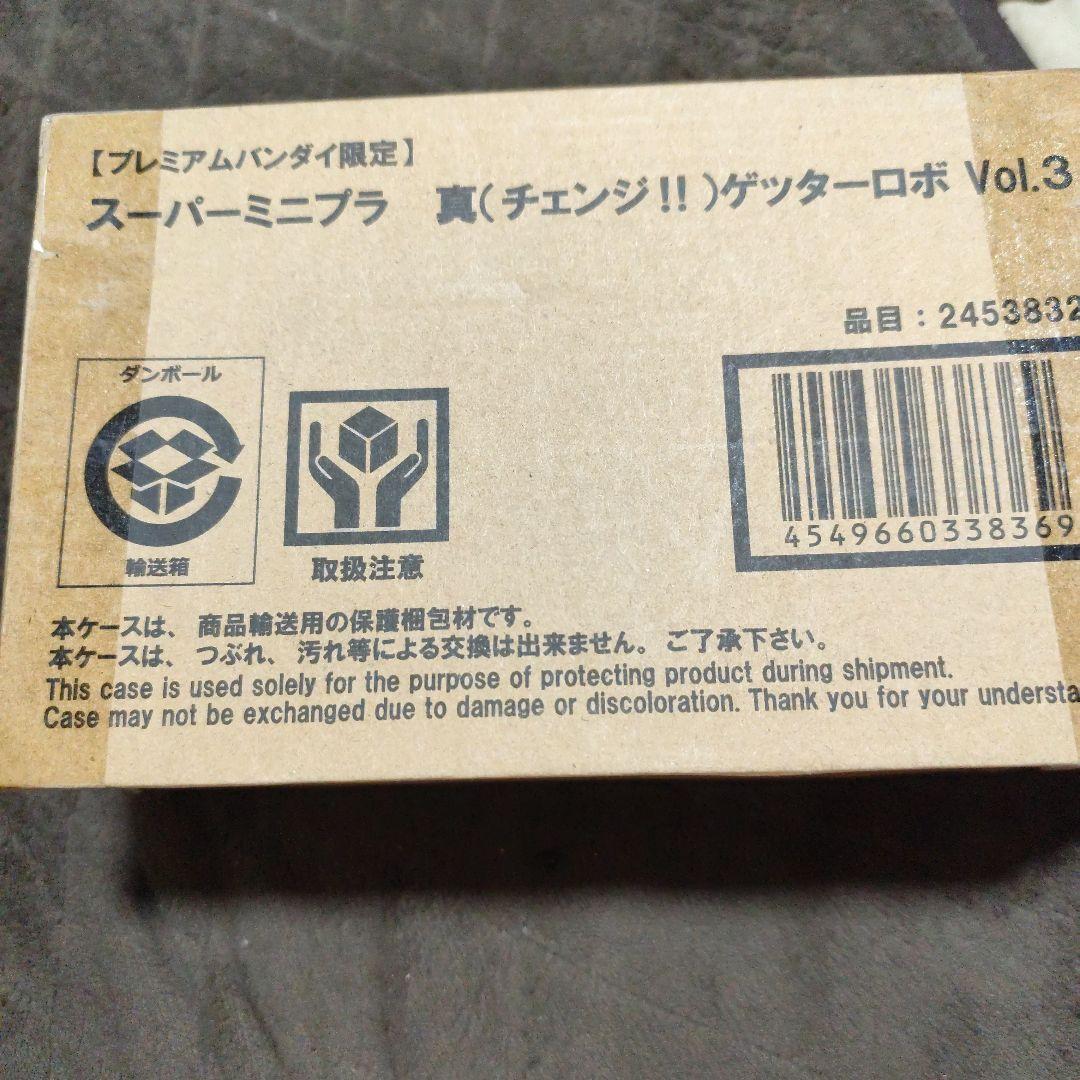 【プレミアムバンダイ限定】
スーパーミニプラ 真(チェンジ!!)ゲッターロボ Vol.3
品目:2453832
ダンボール
輸送箱
取扱注意
4549660338369
本ケースは、商品輸送用の保護梱包材です。
本ケースは、つぶれ、汚れ等による交換は出来ません。ご了承下さい。
This case is used solely for the purpose of protecting product during shipment.
Case may not be exchanged due to damage or discoloration. Thank you for your understa